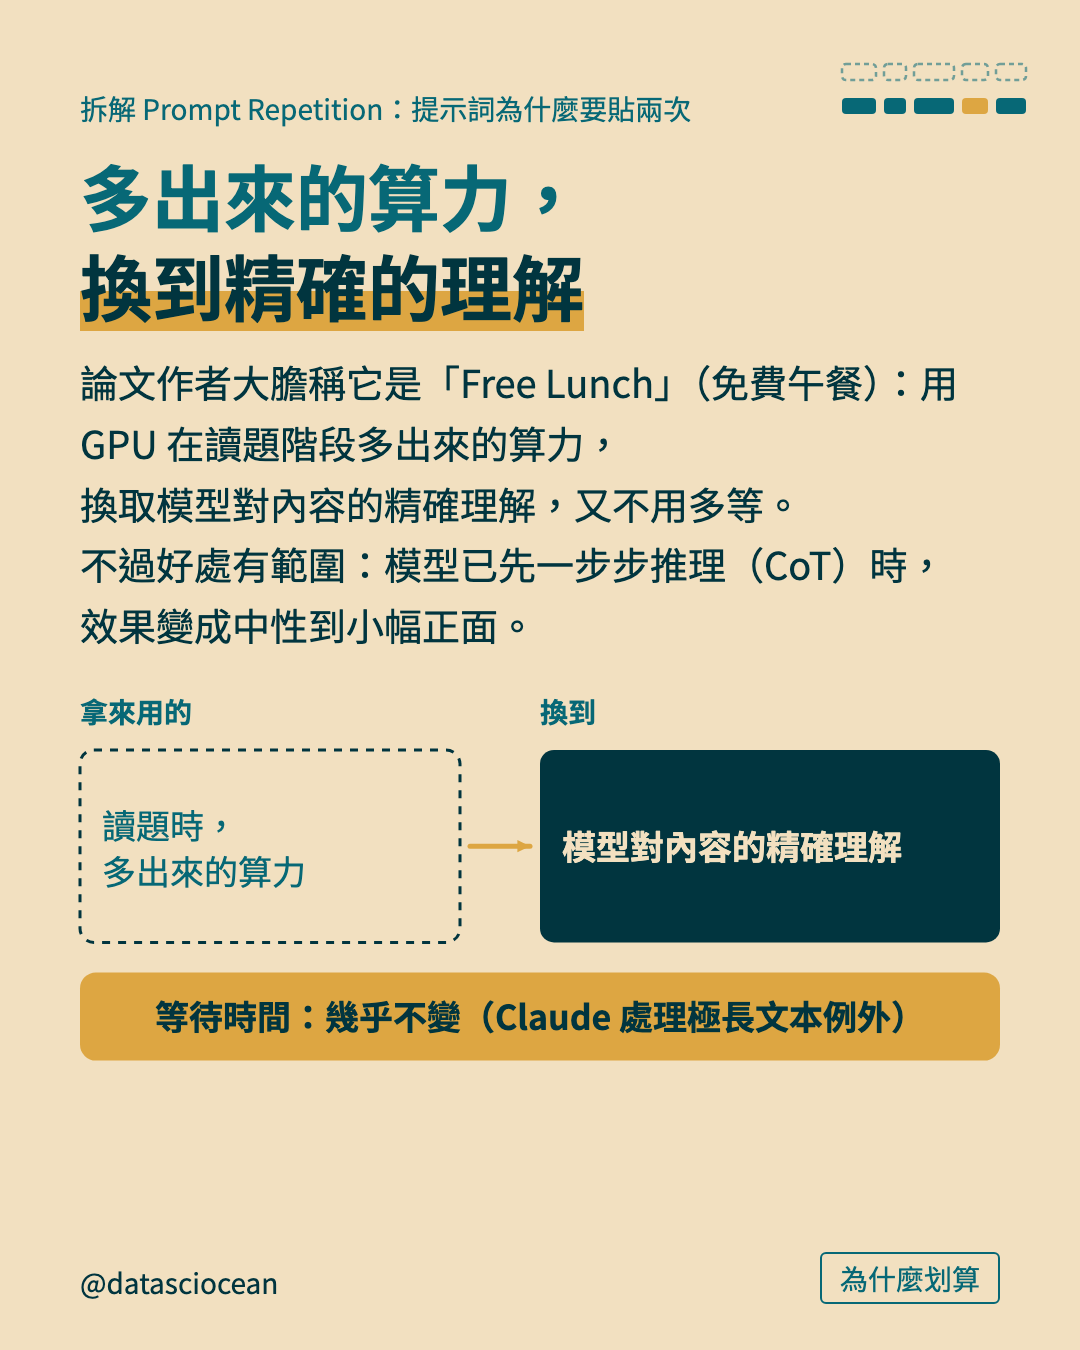 拆解 Prompt Repetition：提示詞為什麼要貼兩次
多出來的算力，
換到精確的理解
論文作者大膽稱它是「Free Lunch」（免費午餐）：用
GPU 在讀題階段多出來的算力，
換取模型對內容的精確理解，又不用多等。
不過好處有範圍：模型已先一步步推理（CoT）時，
效果變成中性到小幅正面。
拿來用的
換到
讀題時，
多出來的算力
模型對內容的精確理解
等待時間：幾乎不變（Claude 處理極長文本例外）
@datasciocean
為什麼划算